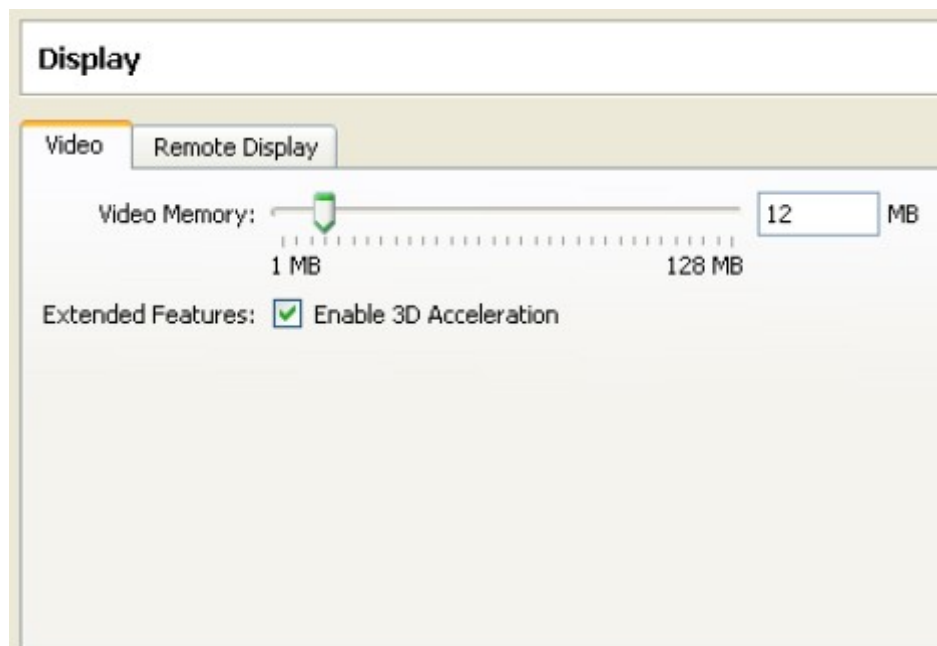 Display
Video Remote Display
Video Memory: 12 MB
1 MB 128 MB
Extended Features: Enable 3D Acceleration